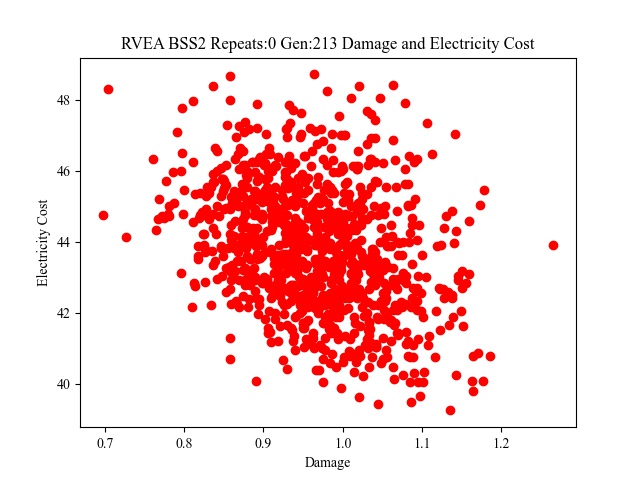 RVEA BSS2 Repeats:0 Gen:213 Damage and Electricity Cost
48
46
44
42
40
Electricity Cost
0.7 0.8 0.9 1.0 1.1 1.2
Damage